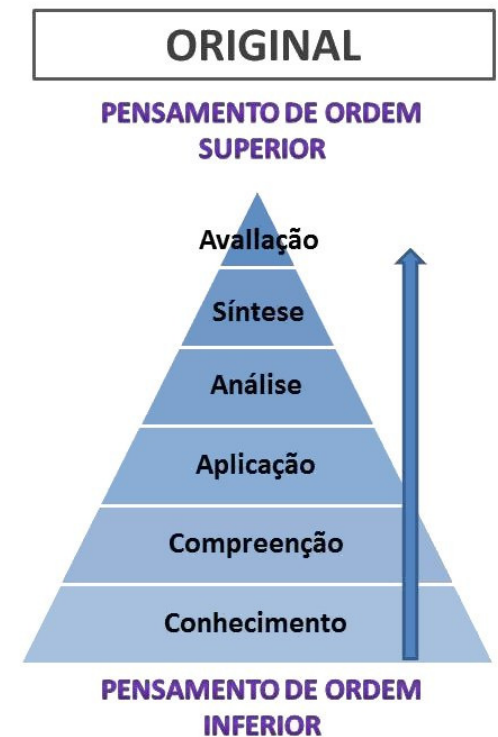 ORIGINAL
PENSAMENTO DE ORDEM
SUPERIOR
Avallação
Síntese
Análise
Aplicação
Compreenção
Conhecimento
PENSAMENTO DE ORDEM
INFERIOR